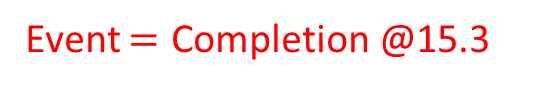 Event = Completion @15.3